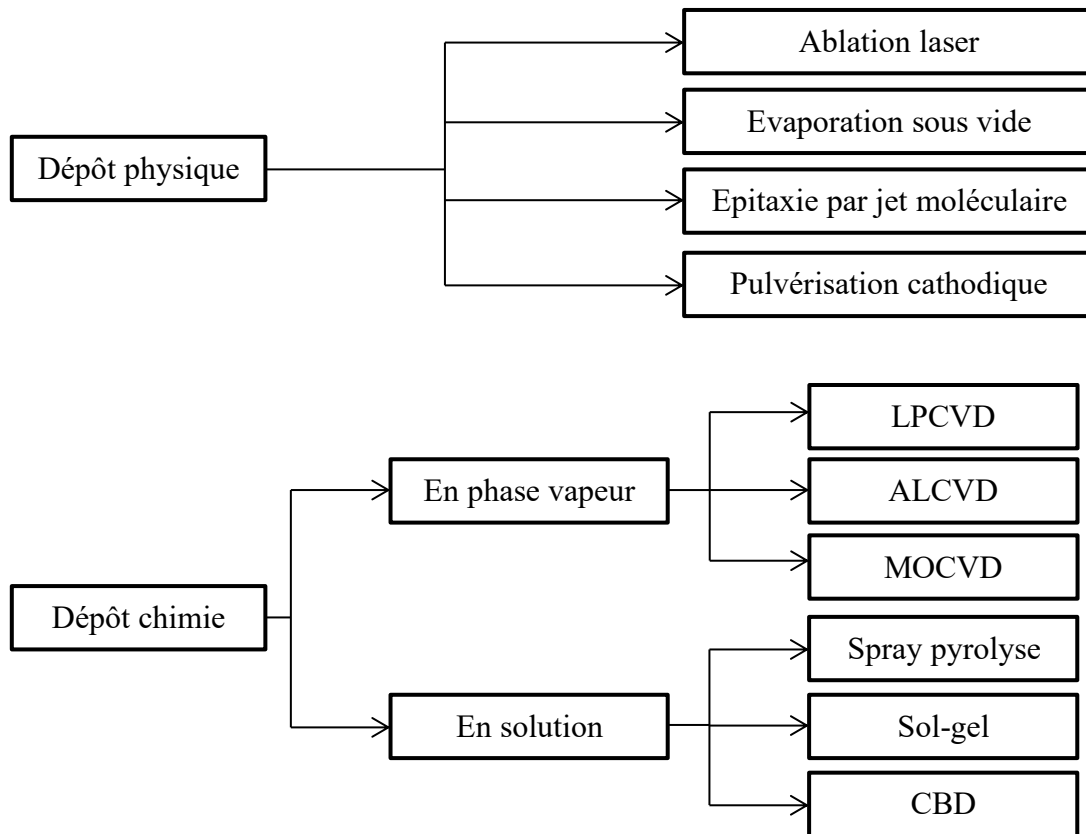 Ablation laser
Evaporation sous vide
Dépôt physique
Epitaxie par jet moléculaire
Pulvérisation cathodique
LPCVD
En phase vapeur
ALCVD
MOCVD
Dépôt chimie
Spray pyrolyse
En solution
Sol-gel
CBD